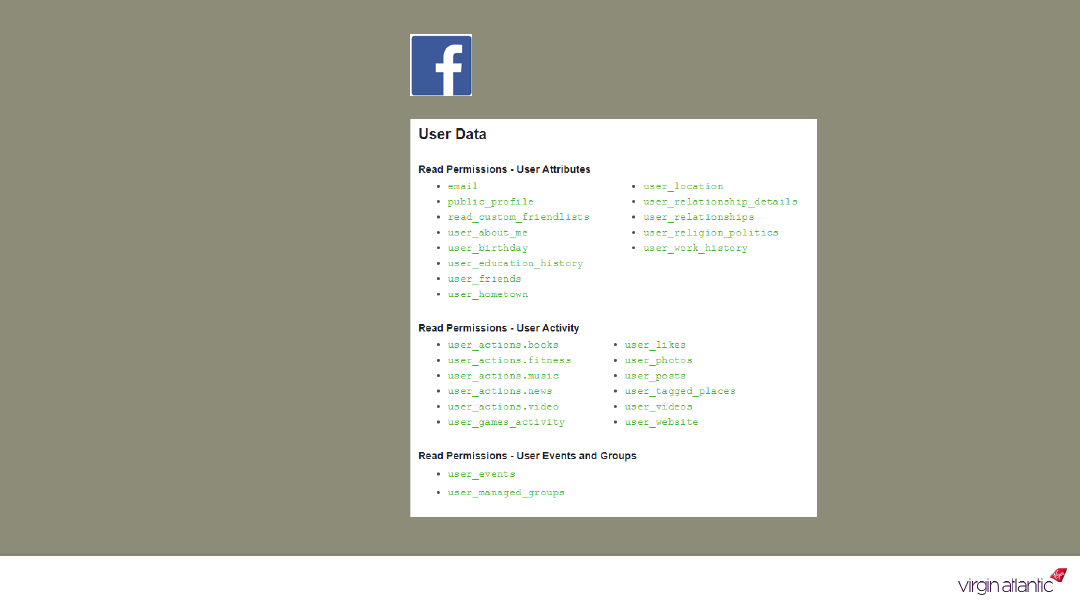 f
User Data
Read Permissions - User Attributes
email
public_profile
read_custom_friendlists
user_about_me
user_birthday
user_education_history
user_friends
user_hometown
user_location
user_relationship_details
user_relationships
user_religion_politics
user_work_history
Read Permissions - User Activity
user_actions.books
user_actions.fitness
user_actions.music
user_actions.news
user_actions.video
user_games_activity
user_likes
user_photos
user_posts
user_tagged_places
user_videos
user_website
Read Permissions - User Events and Groups
user_events
user_managed_groups
virgin atlantic
Virgin